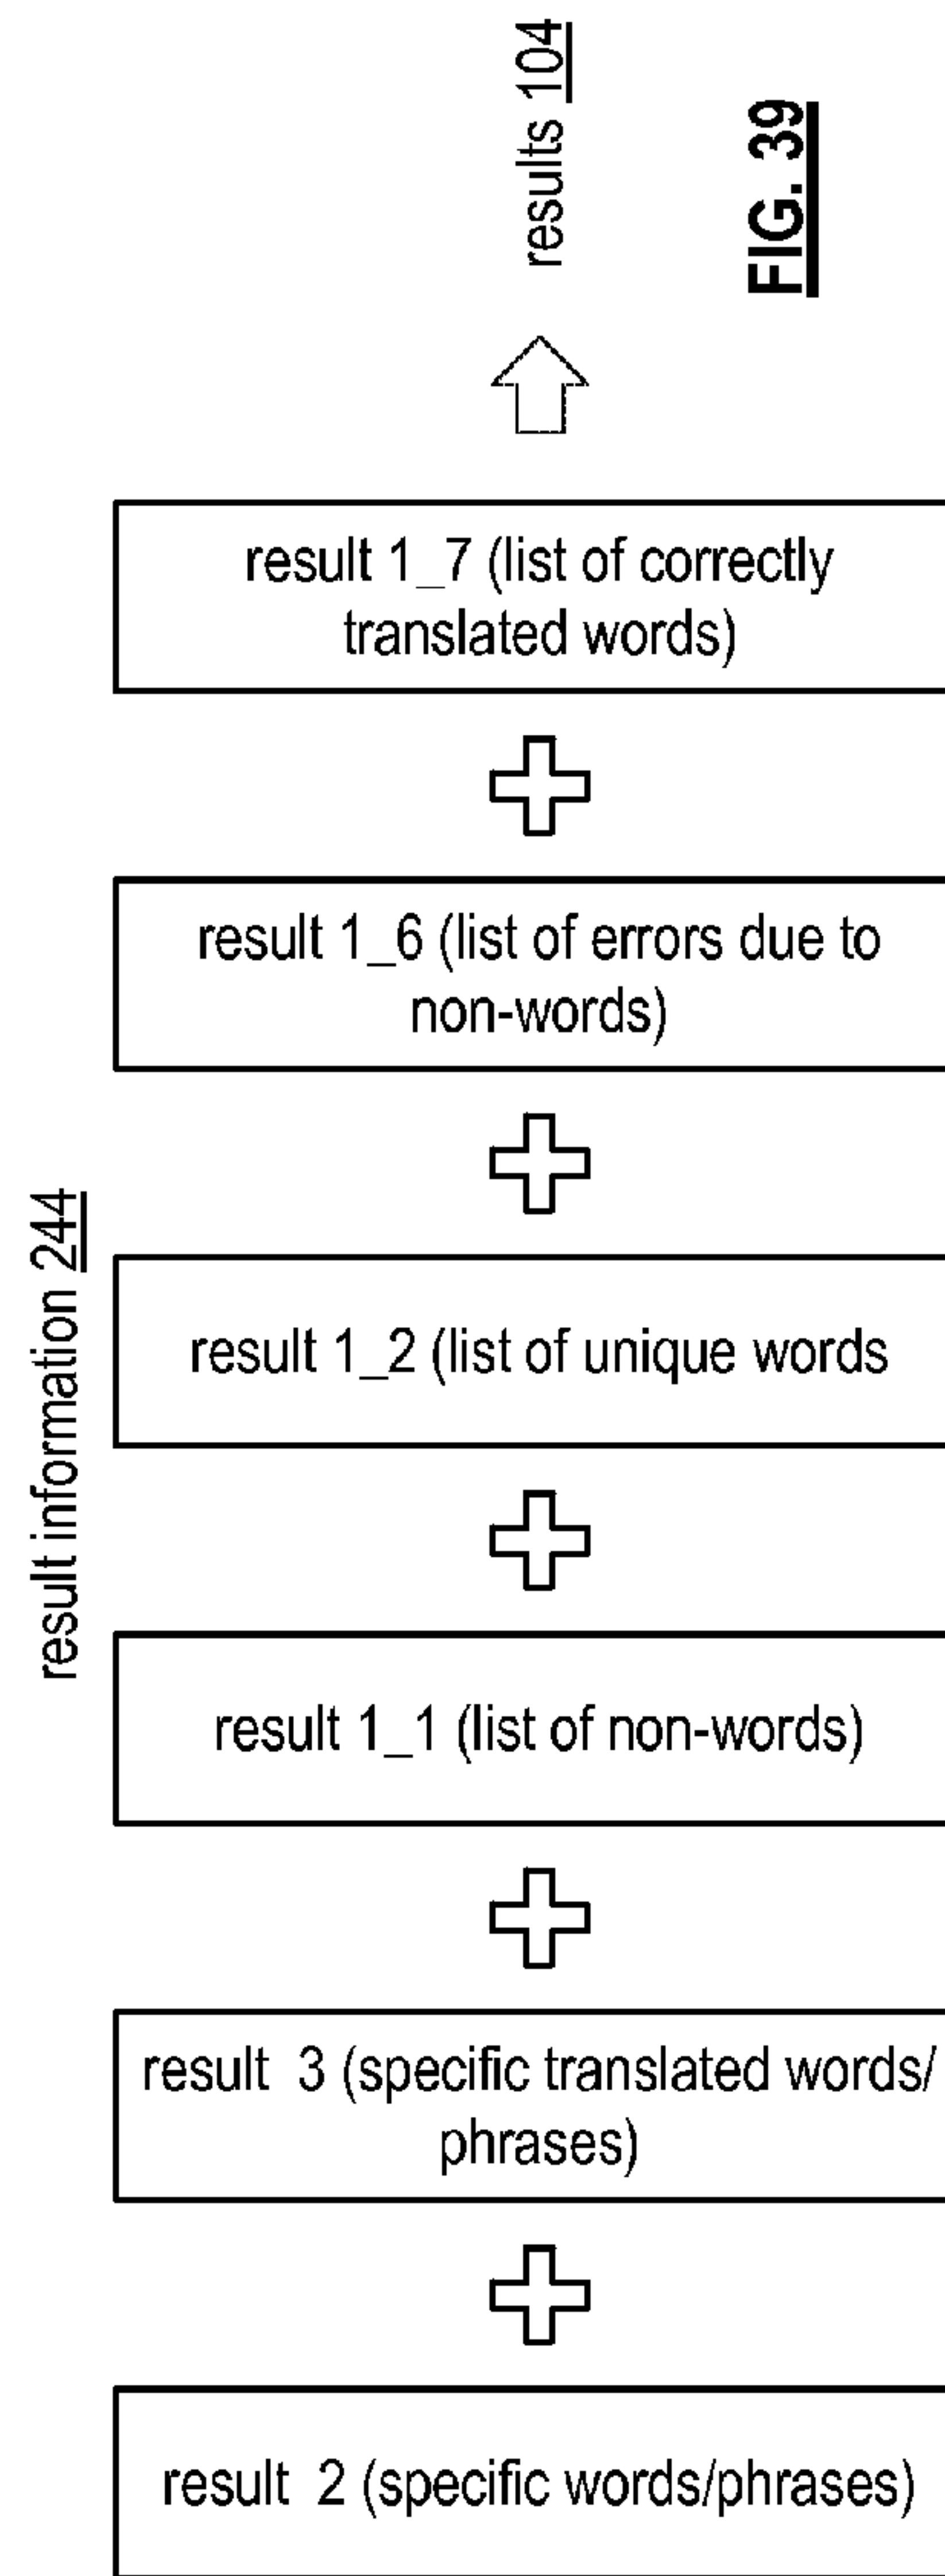 results 104
FIG. 39
result information 244
result 1_7 (list of correctly
translated words)
result 1_6 (list of errors due to
non-words)
result 1_2 (list of unique words
result 1_1 (list of non-words)
result 3 (specific translated words/
phrases)
result 2 (specific words/phrases)